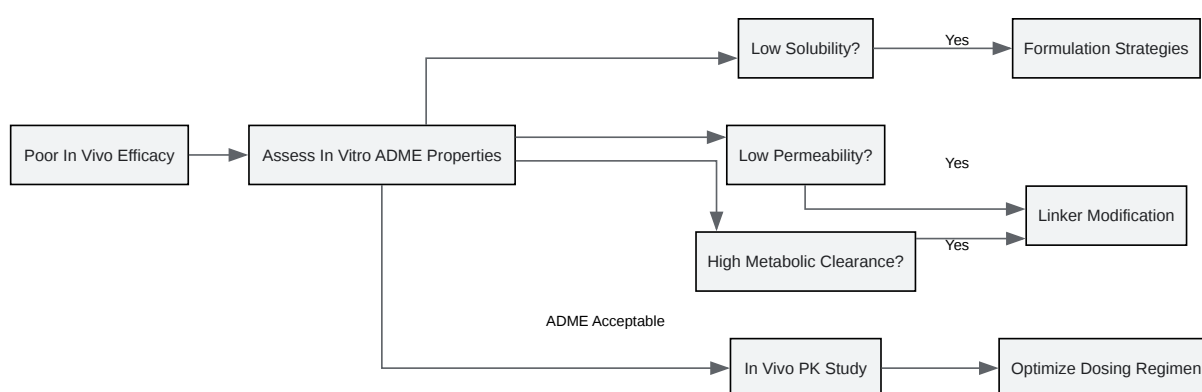 Low Solubility?
Yes
Formulation Strategies
Poor In Vivo Efficacy
Assess In Vitro ADME Properties
Low Permeability?
Yes
Linker Modification
High Metabolic Clearance?
Yes
ADME Acceptable
In Vivo PK Study
Optimize Dosing Regimen